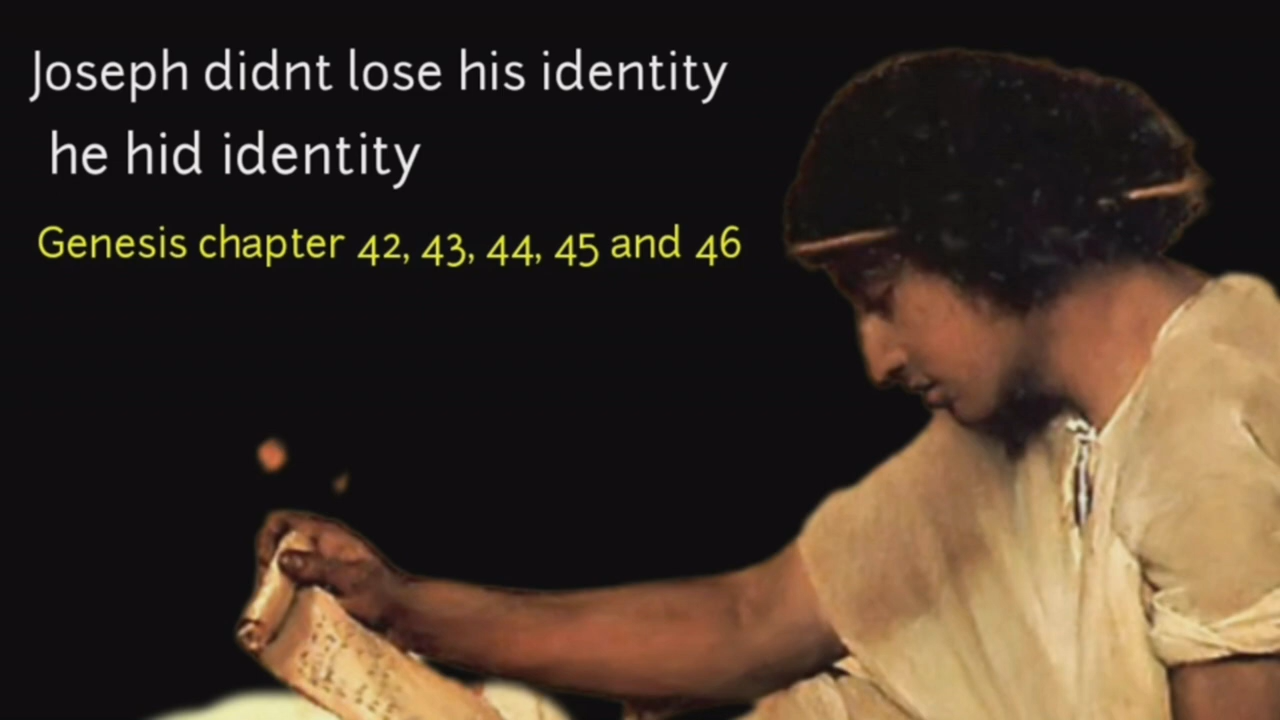 Joseph didnt lose his identity
he hid identity
Genesis chapter 42, 43, 44, 45 and 46